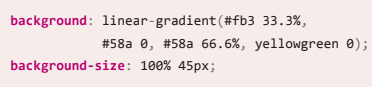 background: linear-gradient(#fb3 33.3%,
#58a 0, #58a 66.6%, yellowgreen 0);
background-size: 100% 45px;